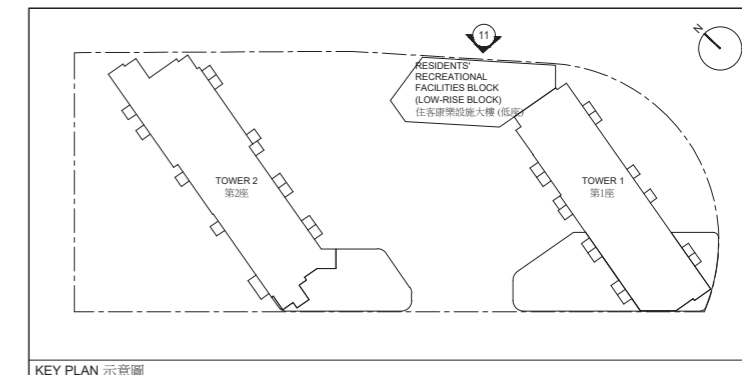 11
N
RESIDENTS'
RECREATIONAL
FACILITIES BLOCK
(LOW-RISE BLOCK)
住客康樂設施大樓 (低座)
TOWER 2
第2座
TOWER 1
第1座
KEY PLAN 示意圖